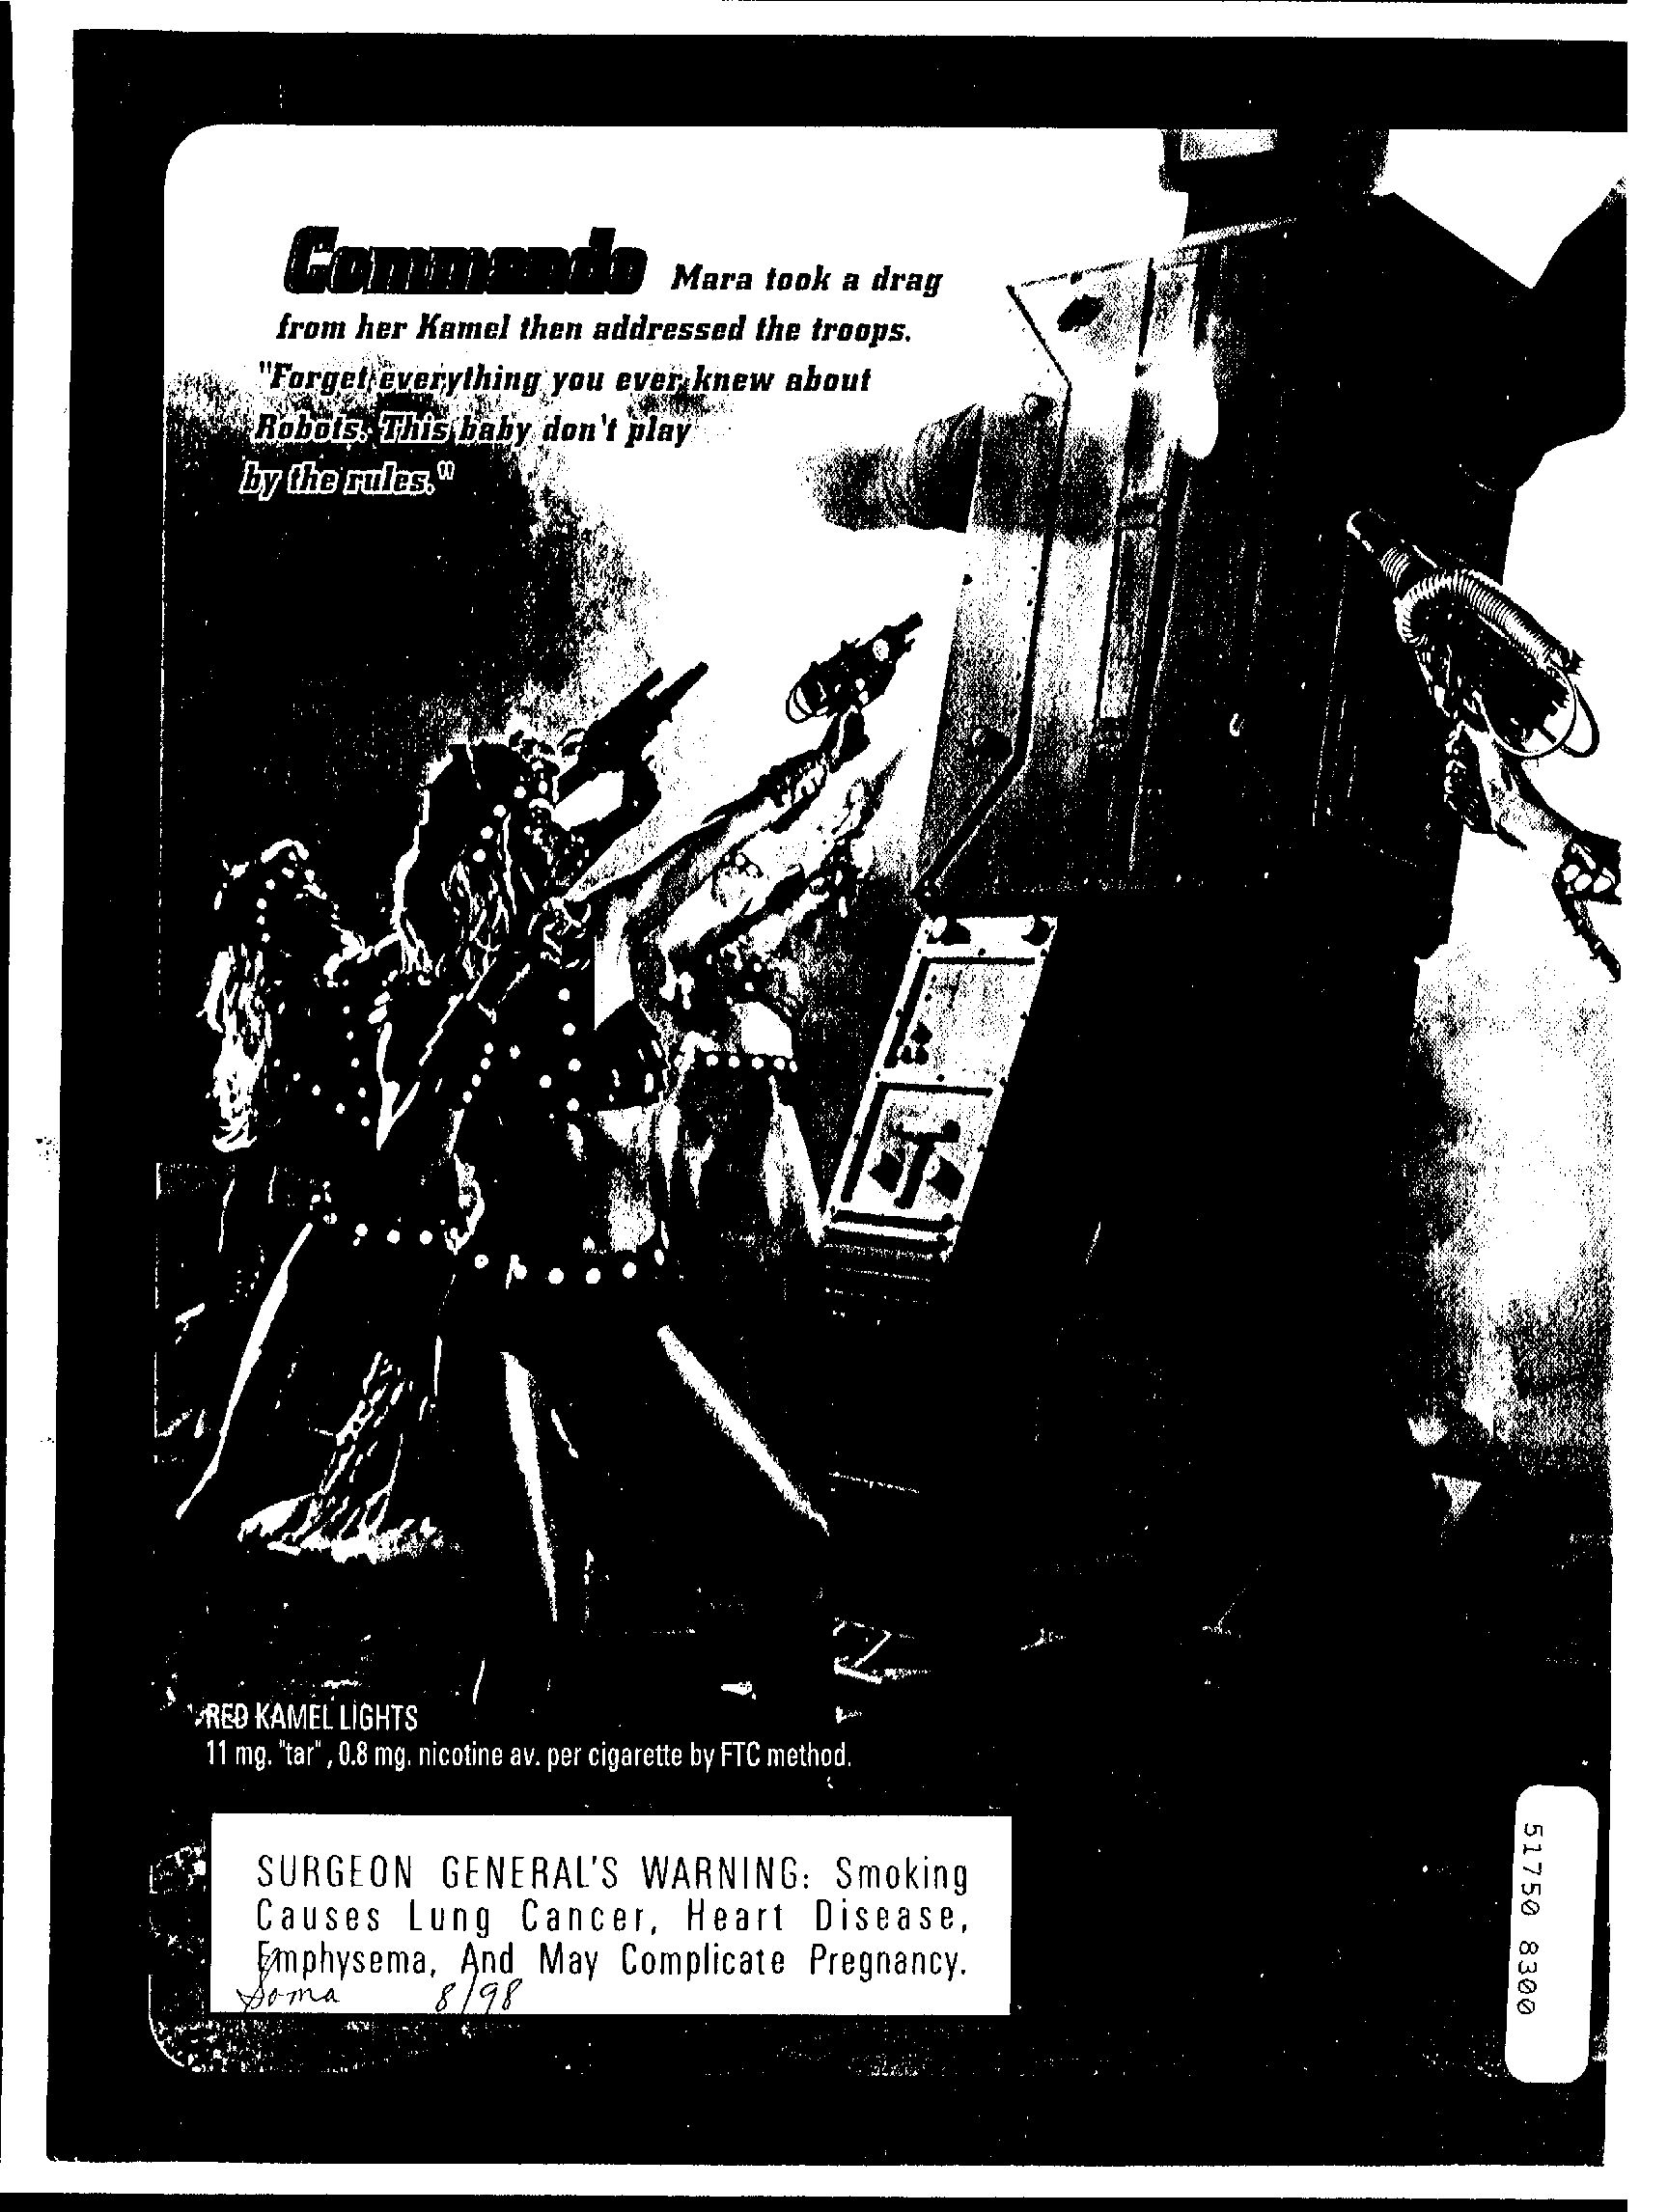 Commando Mara took a drag
from her Kamel then addressed the troops.
"Forget everything you ever knew about
Robots. This baby don't play
by the rules."
RED KAMEL LIGHTS
11 mg. "tar", 0.8 mg. nicotine av. per cigarette by FTC method.
SURGEON GENERAL'S WARNING: Smoking
Causes Lung Cancer, Heart Disease,
Emphysema, And May Complicate Pregnancy.
Soma 8/98
51750 8300